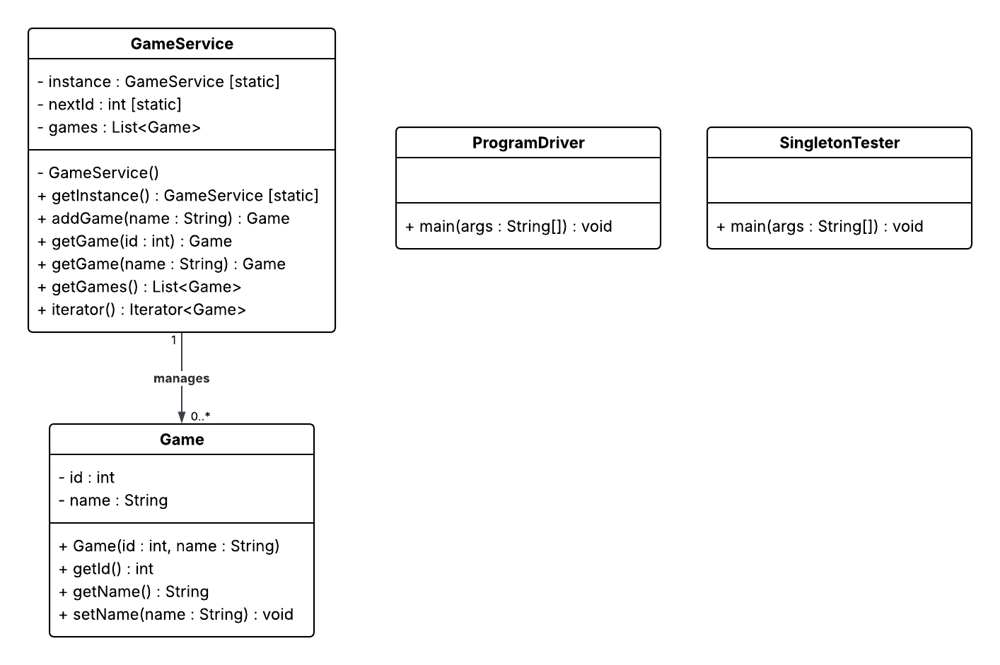 GameService
- instance : GameService [static]
- nextId : int [static]
- games : List<Game>
- GameService()
+ getInstance() : GameService [static]
+ addGame(name : String) : Game
+ getGame(id : int) : Game
+ getGame(name : String) : Game
+ getGames() : List<Game>
+ iterator() : Iterator<Game>
1
manages
0..*
Game
- id : int
- name : String
+ Game(id : int, name : String)
+ getId() : int
+ getName() : String
+ setName(name : String) : void
ProgramDriver
+ main(args : String[]) : void
SingletonTester
+ main(args : String[]) : void